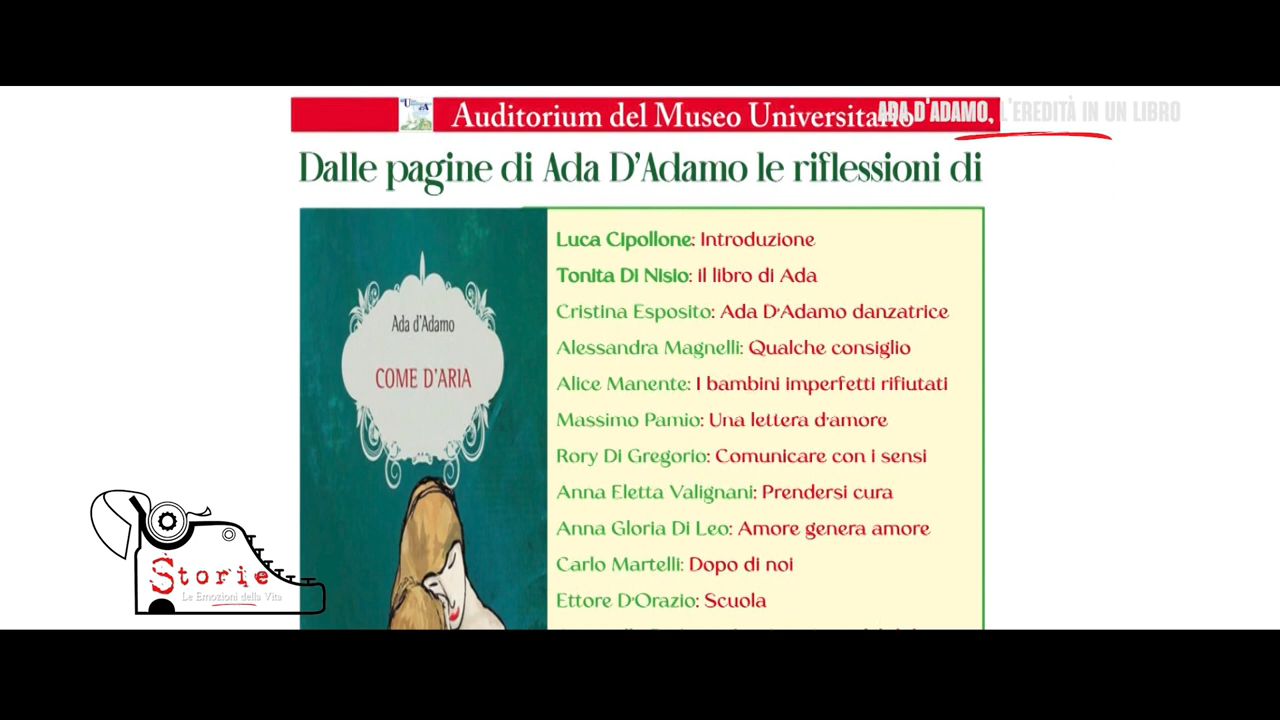 Auditorium del Museo Universitario
ADA D'ADAMO, L'EREDITÀ IN UN LIBRO
Dalle pagine di Ada D'Adamo le riflessioni di
Ada d'Adamo
COME D'ARIA
Luca Cipollone: Introduzione
Tonita Di Nisio: il libro di Ada
Cristina Esposito: Ada D'Adamo danzatrice
Alessandra Magnelli: Qualche consiglio
Alice Manente: I bambini imperfetti rifiutati
Massimo Pamio: Una lettera d'amore
Rory Di Gregorio: Comunicare con i sensi
Anna Eletta Valignani: Prendersi cura
Anna Gloria Di Leo: Amore genera amore
Carlo Martelli: Dopo di noi
Ettore D'Orazio: Scuola
Storie
Le Emozioni della Vita